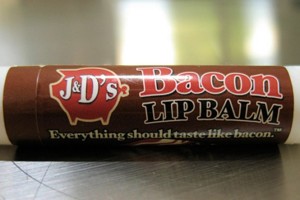 J&D's
Bacon
LIP BALM
Everything should taste like bacon.™